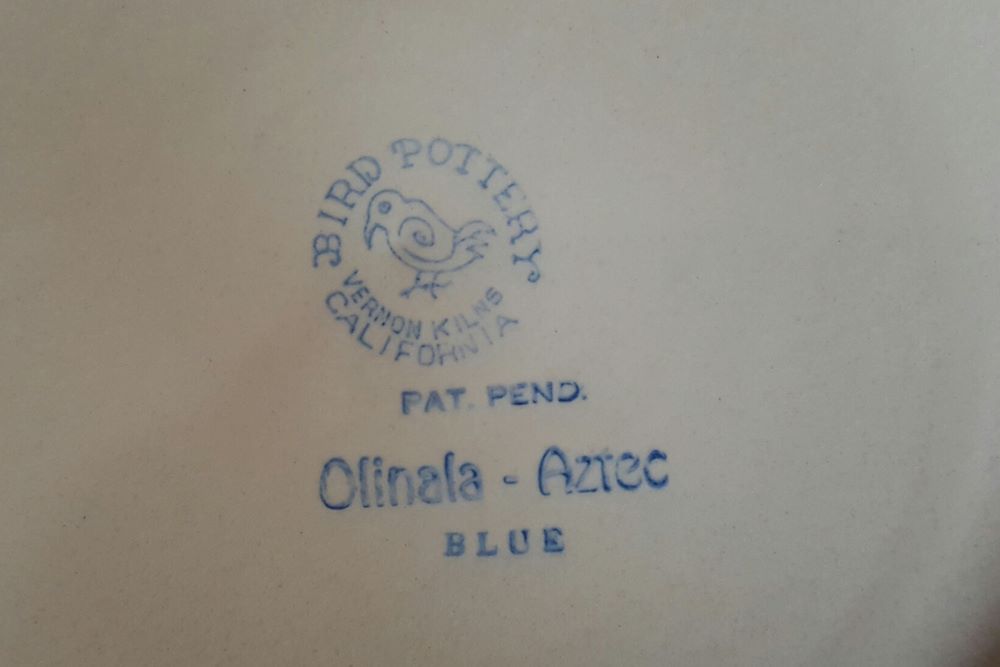 BIRD POTTERY
VERNON KILNS
CALIFORNIA
PAT. PEND.
Olinala - Aztec
BLUE